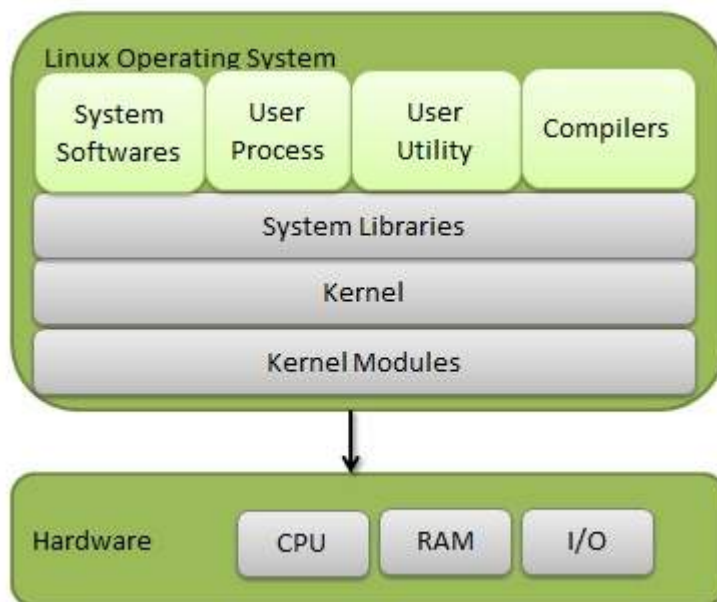 Linux Operating System
System
Softwares
User
Process
User
Utility
Compilers
System Libraries
Kernel
Kernel Modules
Hardware
CPU
RAM
I/O